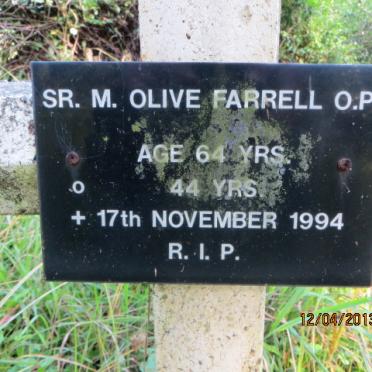 SR. M. OLIVE FARRELL O.P
AGE 64 YRS.
o 44 YRS
+ 17th NOVEMBER 1994
R. I. P.
12/04/2013